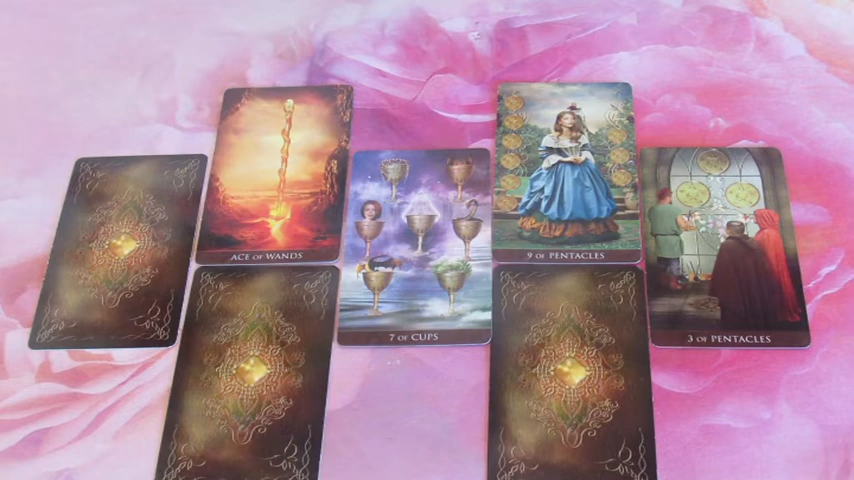 ACE OF WANDS
9 OF PENTACLES
7 OF CUPS
3 OF PENTACLES